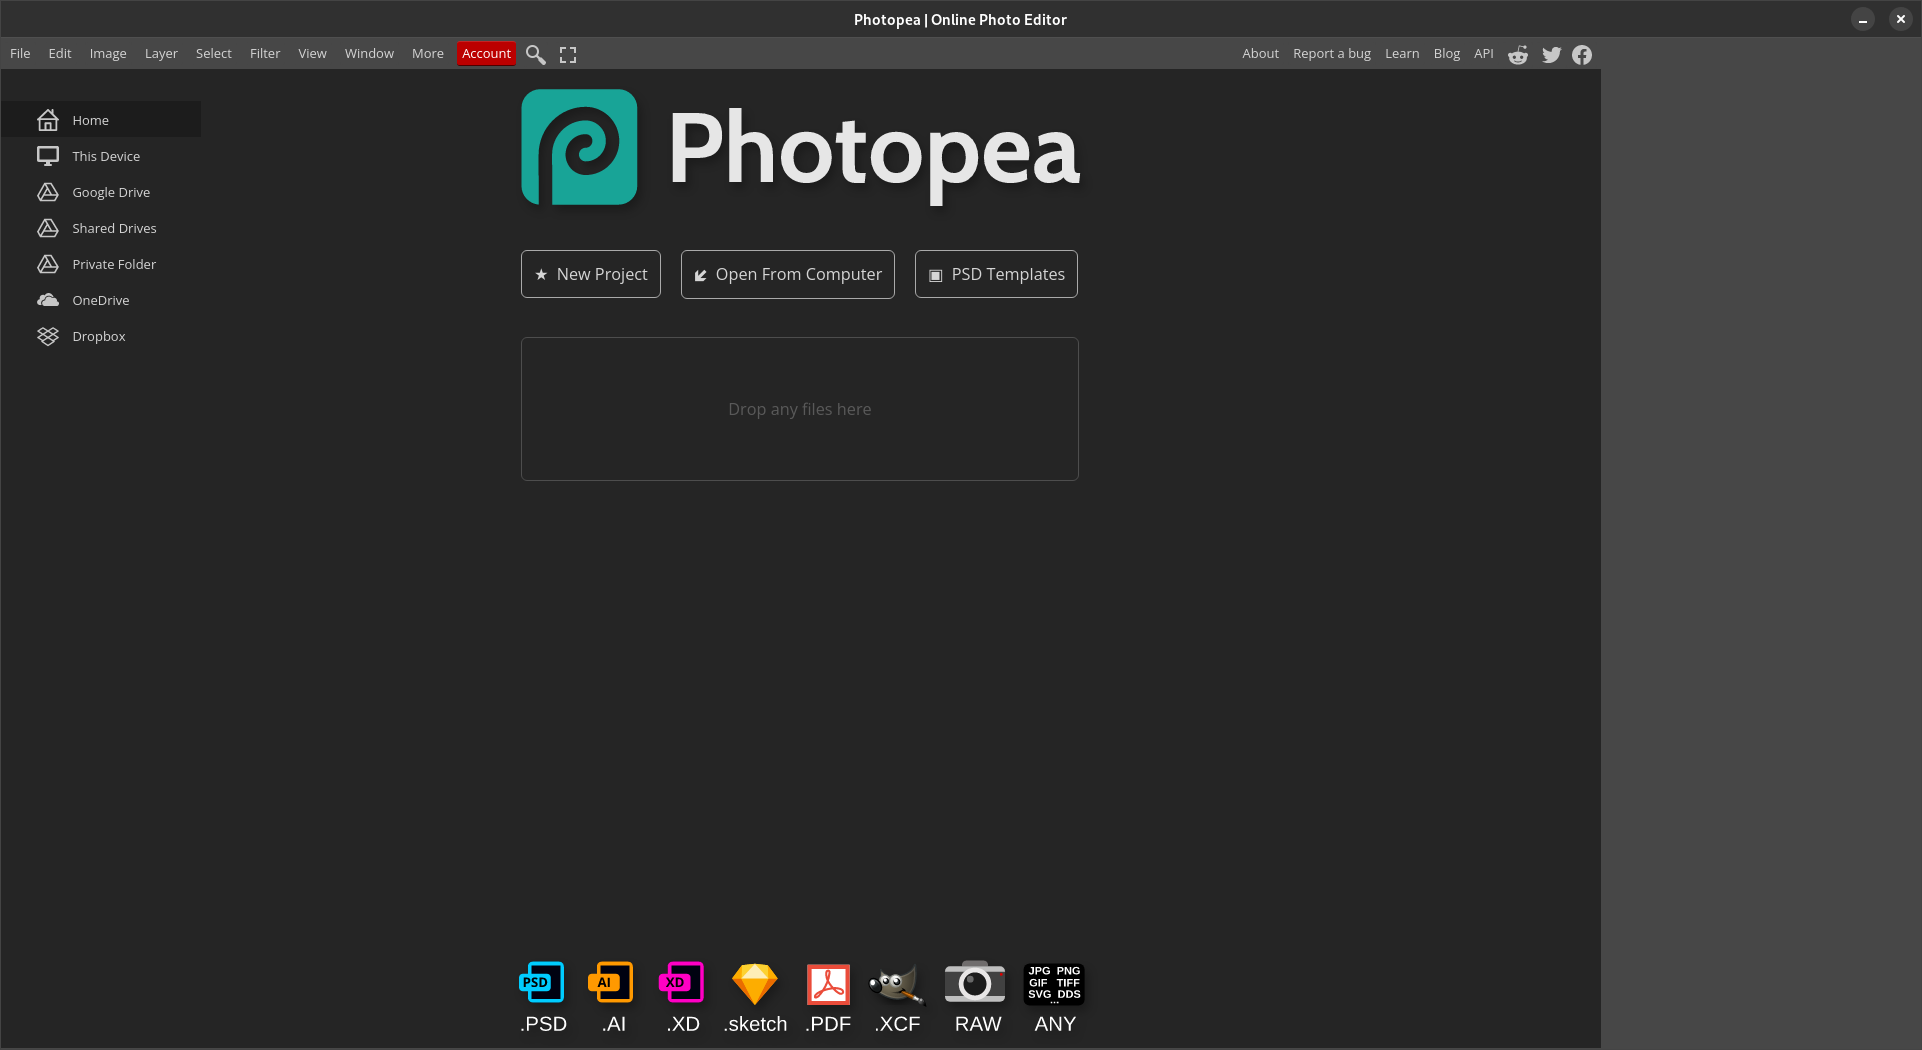 Photopea | Online Photo Editor
File Edit Image Layer Select Filter View Window More Account About Report a bug Learn Blog API
Home
This Device
Google Drive
Shared Drives
Private Folder
OneDrive
Dropbox
Photopea
New Project Open From Computer PSD Templates
Drop any files here
PSD AI XD
JPG PNG
GIF TIFF
SVG DDS
...
.PSD .AI .XD .sketch .PDF .XCF RAW ANY